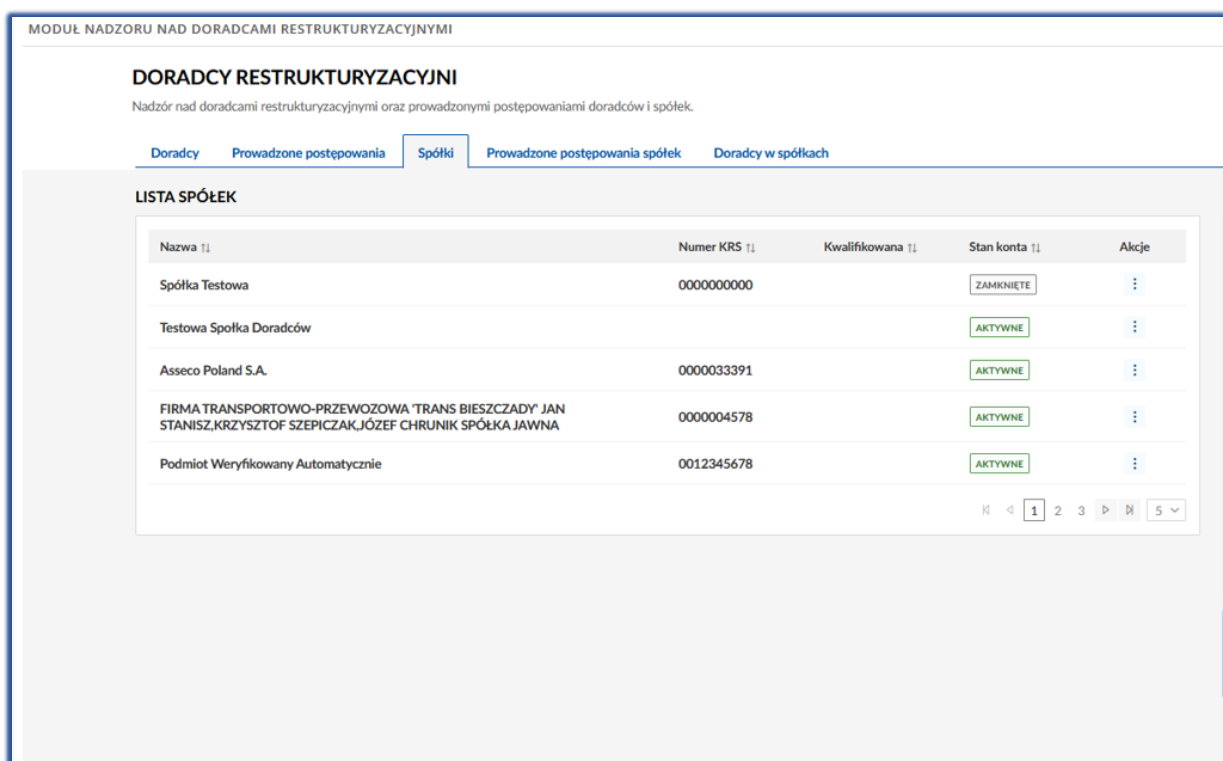 MODUŁ NADZORU NAD DORADCAMI RESTRUKTURYZACYJNYMI
DORADCY RESTRUKTURYZACYJNI
Nadzór nad doradcami restrukturyzacyjnymi oraz prowadzonymi postępowaniami doradców i spółek.
Doradcy Prowadzone postępowania Spółki Prowadzone postępowania spółek Doradcy w spółkach
LISTA SPÓŁEK
Nazwa Numer KRS Kwalifikowana Stan konta Akcje
Spółka Testowa 0000000000 ZAMKNIĘTE
Testowa Społka Doradców AKTYWNE
Asseco Poland S.A. 0000033391 AKTYWNE
FIRMA TRANSPORTOWO-PRZEWOZOWA 'TRANS BIESZCZADY' JAN
STANISZ,KRZYSZTOF SZEPICZAK,JÓZEF CHRUNIK SPÓŁKA JAWNA 0000004578 AKTYWNE
Podmiot Weryfikowany Automatycznie 0012345678 AKTYWNE
1 2 3 5